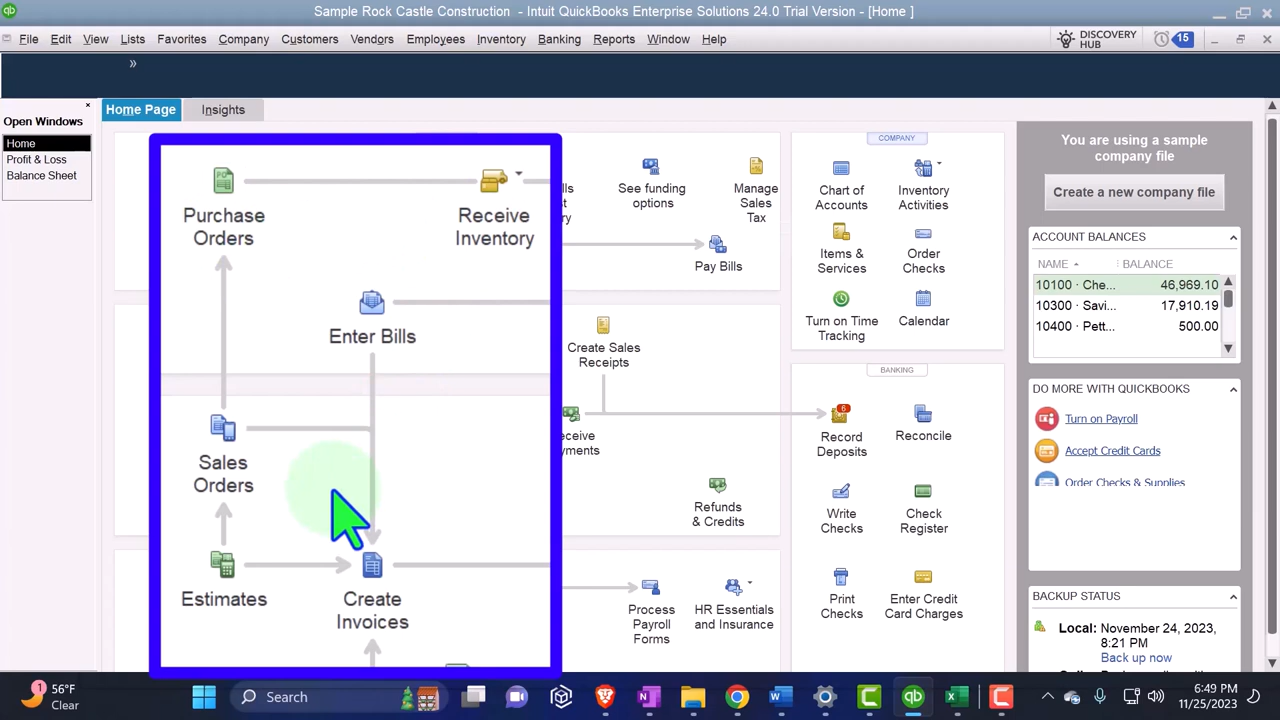 Sample Rock Castle Construction - Intuit QuickBooks Enterprise Solutions 24.0 Trial Version - [Home ]
File Edit View Lists Favorites Company Customers Vendors Employees Inventory Banking Reports Window Help
DISCOVERY
HUB
15
»
Open Windows
Home
Profit & Loss
Balance Sheet
Home Page
Insights
Purchase
Orders
Receive
Inventory
Enter Bills
Sales
Orders
Estimates
Create
Invoices
See funding
options
Manage
Sales
Tax
Pay Bills
Create Sales
Receipts
Refunds
& Credits
Process
Payroll
Forms
HR Essentials
and Insurance
COMPANY
Chart of
Accounts
Inventory
Activities
Items &
Services
Order
Checks
Turn on Time
Tracking
Calendar
BANKING
6
Record
Deposits
Reconcile
Write
Checks
Check
Register
Print
Checks
Enter Credit
Card Charges
You are using a sample
company file
Create a new company file
ACCOUNT BALANCES
NAME BALANCE
10100 · Che... 46,969.10
10300 · Savi... 17,910.19
10400 · Pett... 500.00
DO MORE WITH QUICKBOOKS
Turn on Payroll
Accept Credit Cards
Order Checks & Supplies
BACKUP STATUS
Local: November 24, 2023,
8:21 PM
Back up now
1
56°F
Clear
Search
6:49 PM
11/25/2023